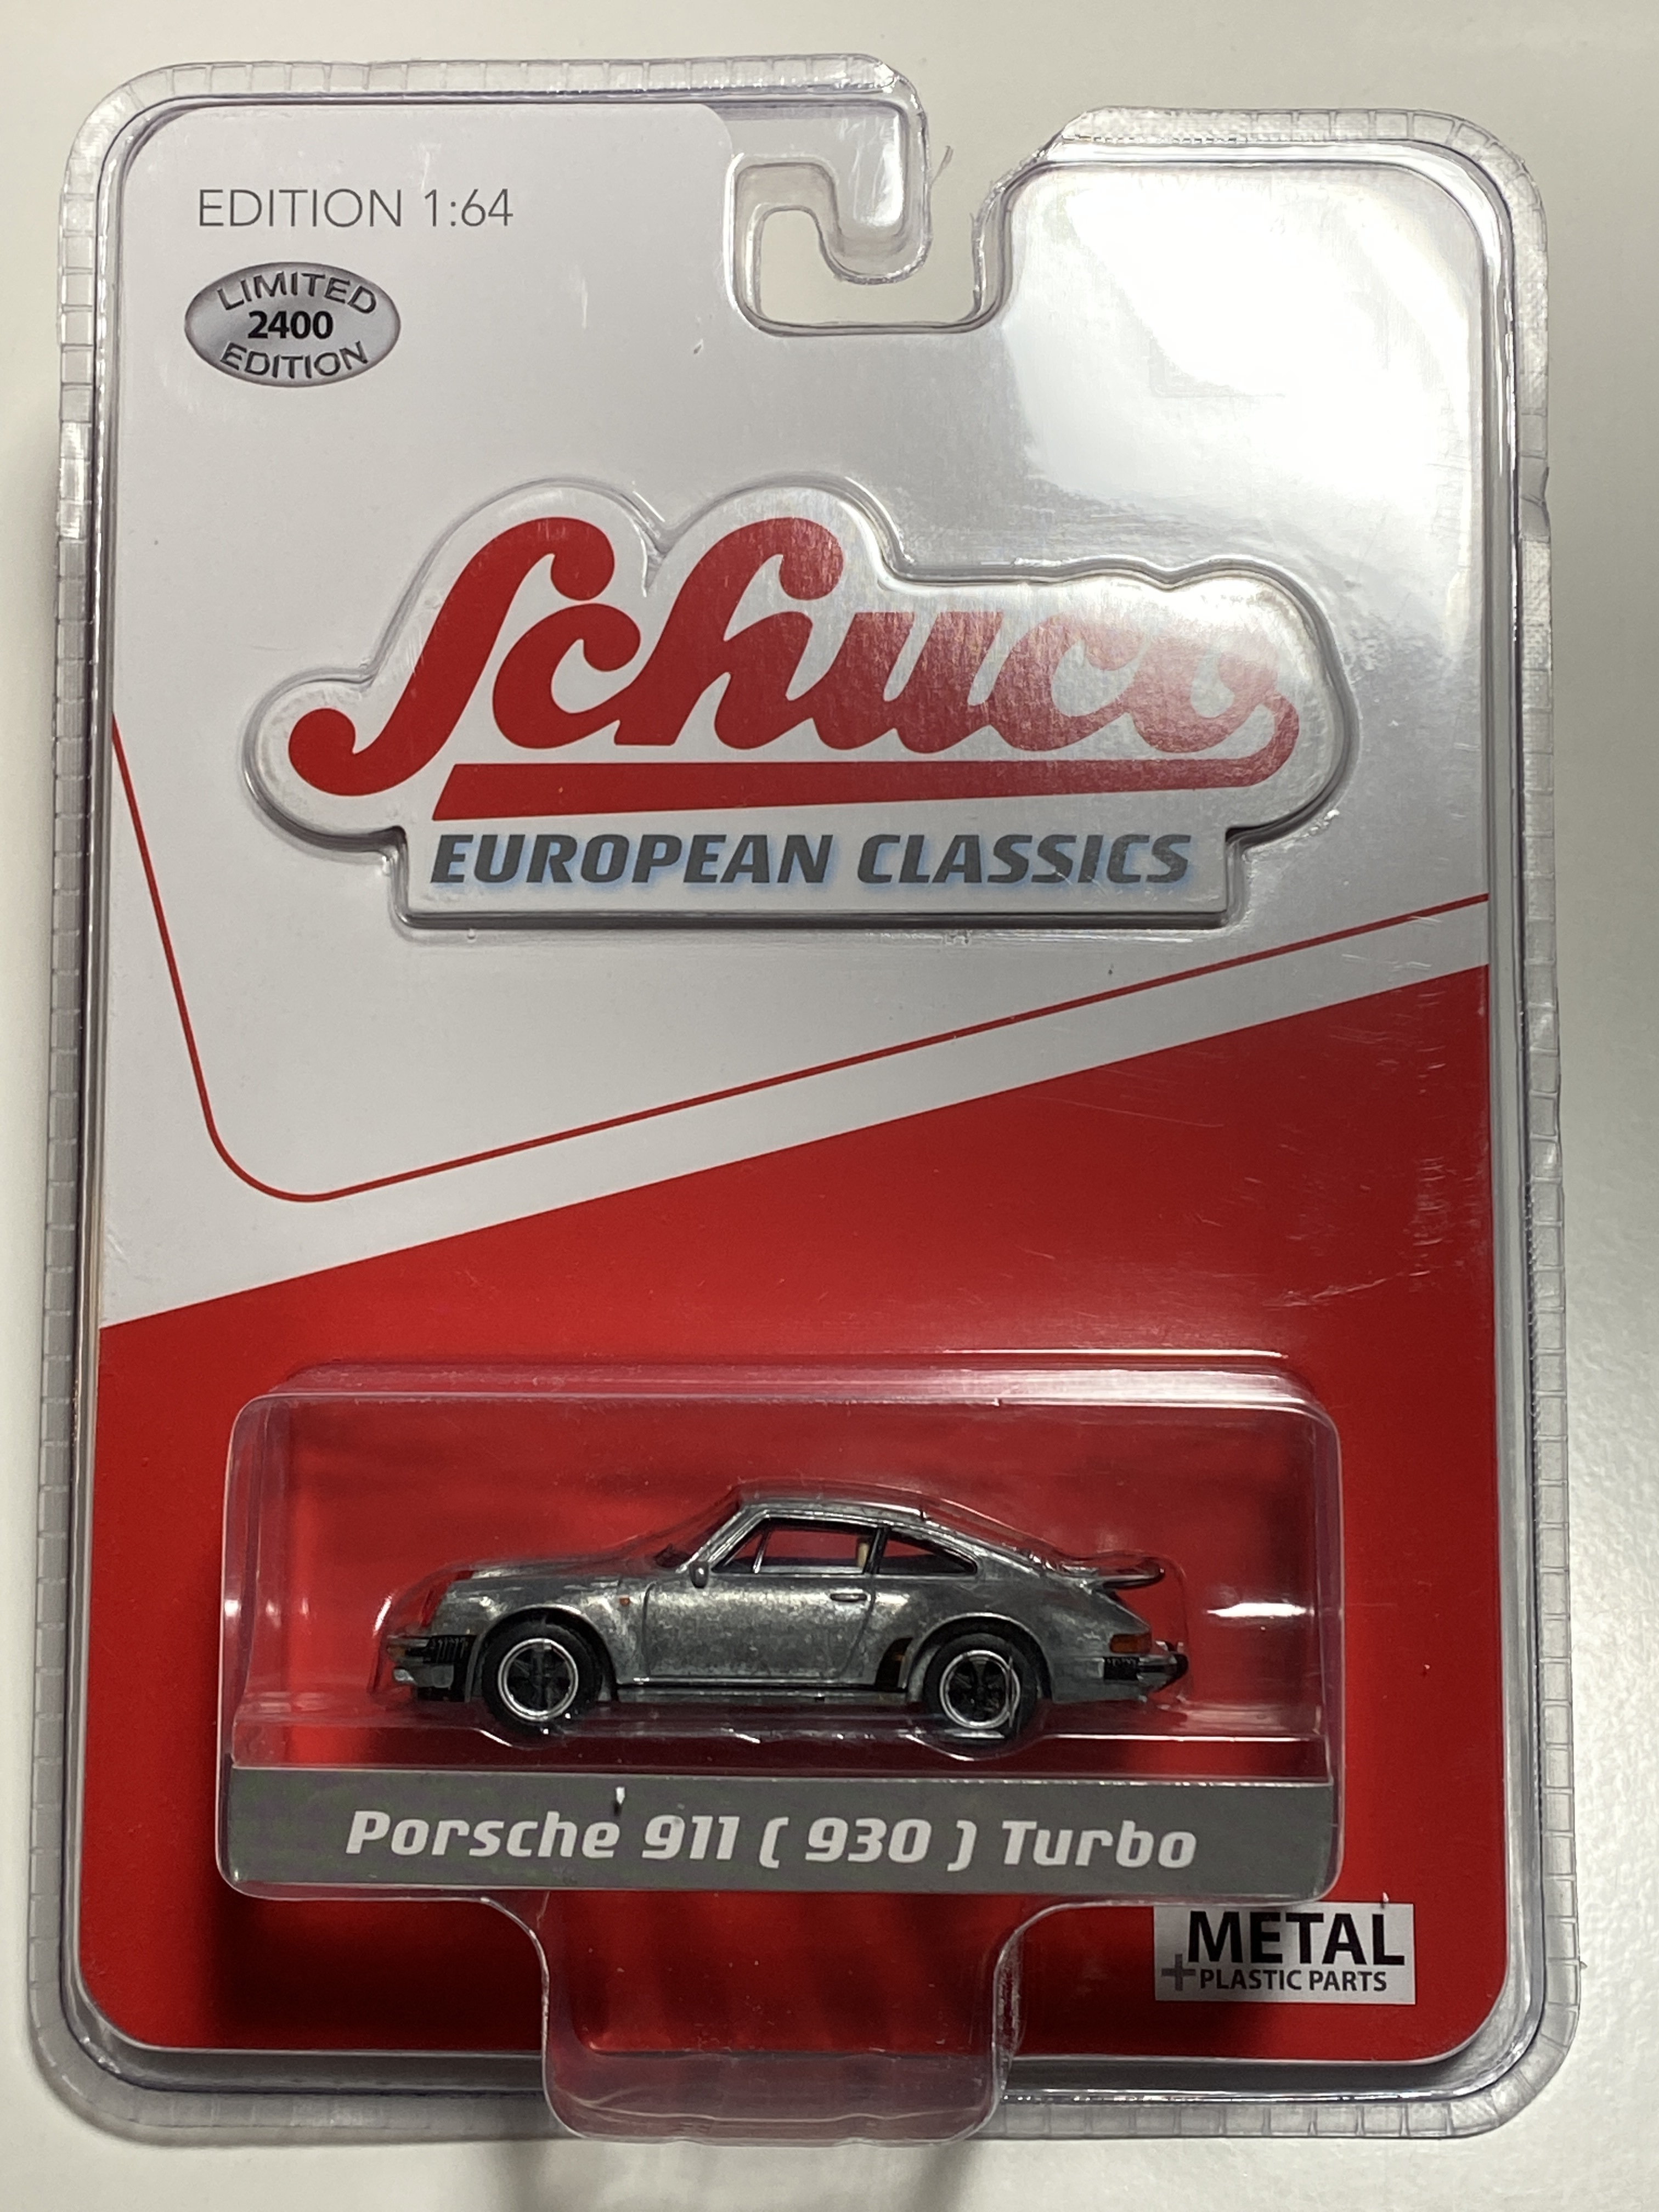 EDITION 1:64
LIMITED
2400
EDITION
Schuco
EUROPEAN CLASSICS
Porsche 911 ( 930 ) Turbo
METAL
+PLASTIC PARTS